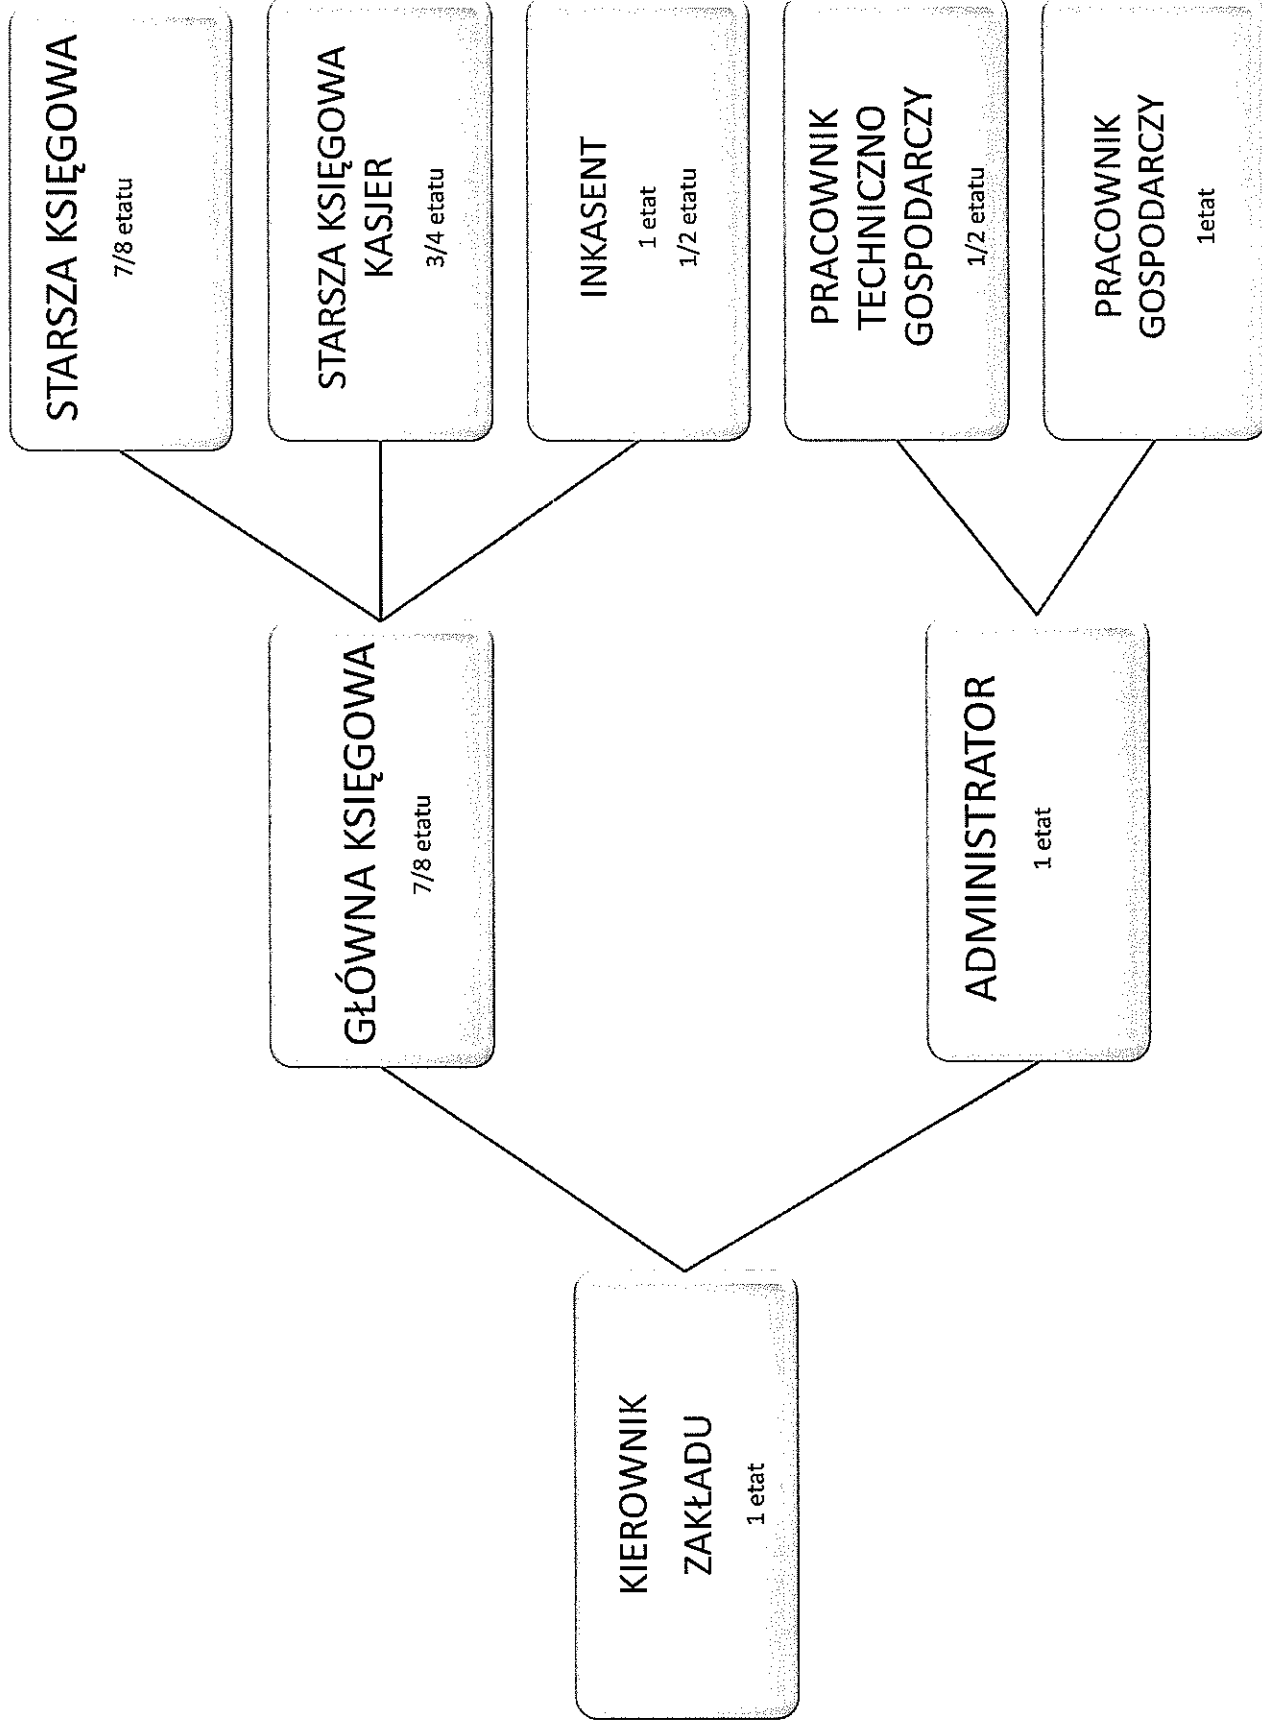 KIEROWNIK
ZAKŁADU
1 etat
GŁÓWNA KSIĘGOWA
7/8 etatu
ADMINISTRATOR
1 etat
STARSZA KSIĘGOWA
7/8 etatu
STARSZA KSIĘGOWA
KASJER
3/4 etatu
INKASENT
1 etat
1/2 etatu
PRACOWNIK
TECHNICZNO
GOSPODARCZY
1/2 etatu
PRACOWNIK
GOSPODARCZY
1etat